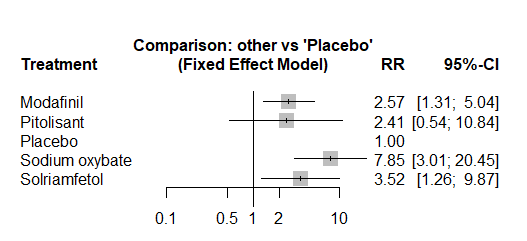 Comparison: other vs 'Placebo'
Treatment (Fixed Effect Model) RR 95%-CI
Modafinil 2.57 [1.31; 5.04]
Pitolisant 2.41 [0.54; 10.84]
Placebo 1.00
Sodium oxybate 7.85 [3.01; 20.45]
Solriamfetol 3.52 [1.26; 9.87]
0.1 0.5 1 2 10